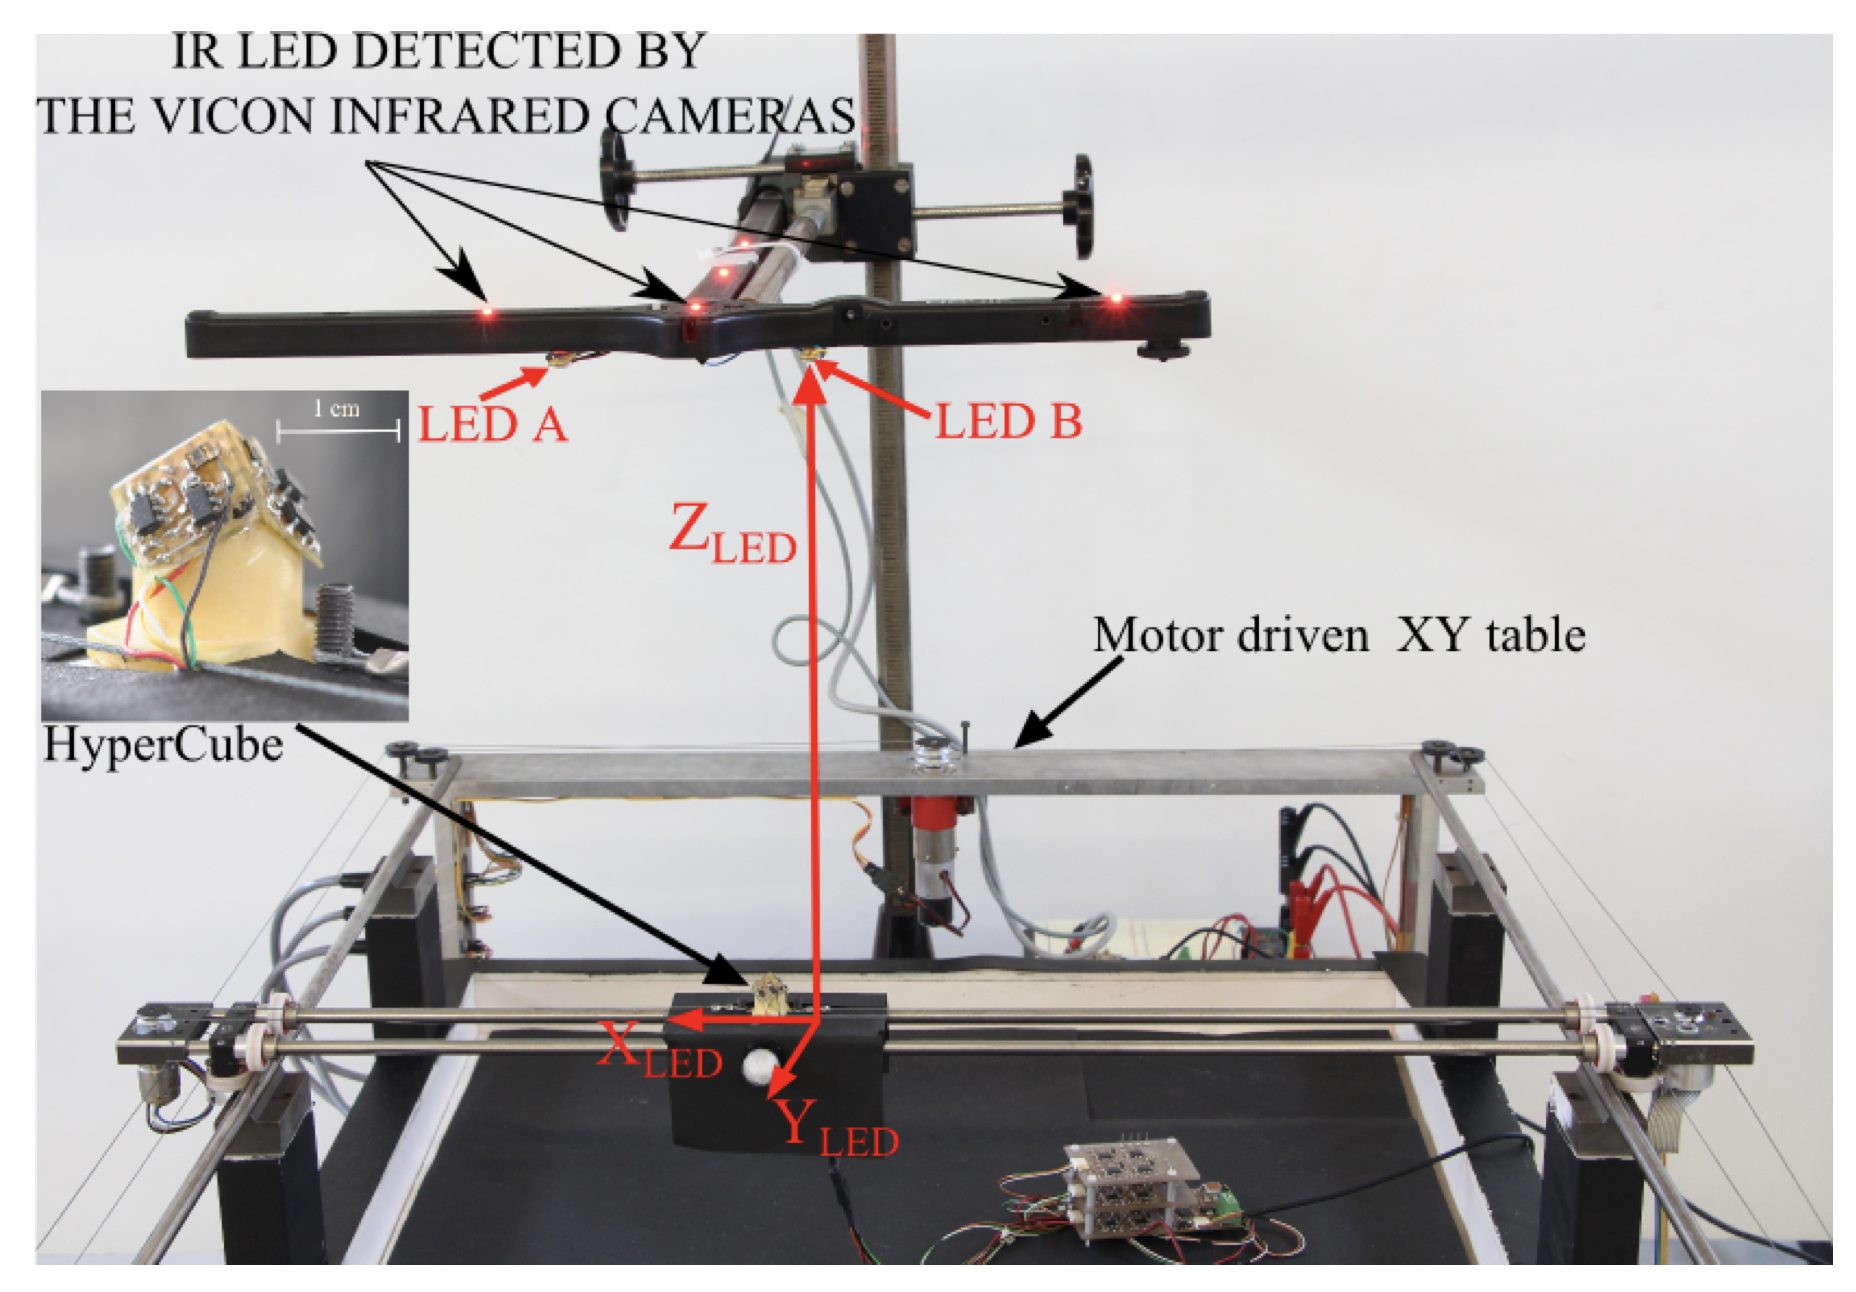 IR LED DETECTED BY
THE VICON INFRARED CAMERAS
1 cm
LED A
LED B
ZLED
Motor driven XY table
HyperCube
XLED
YLED